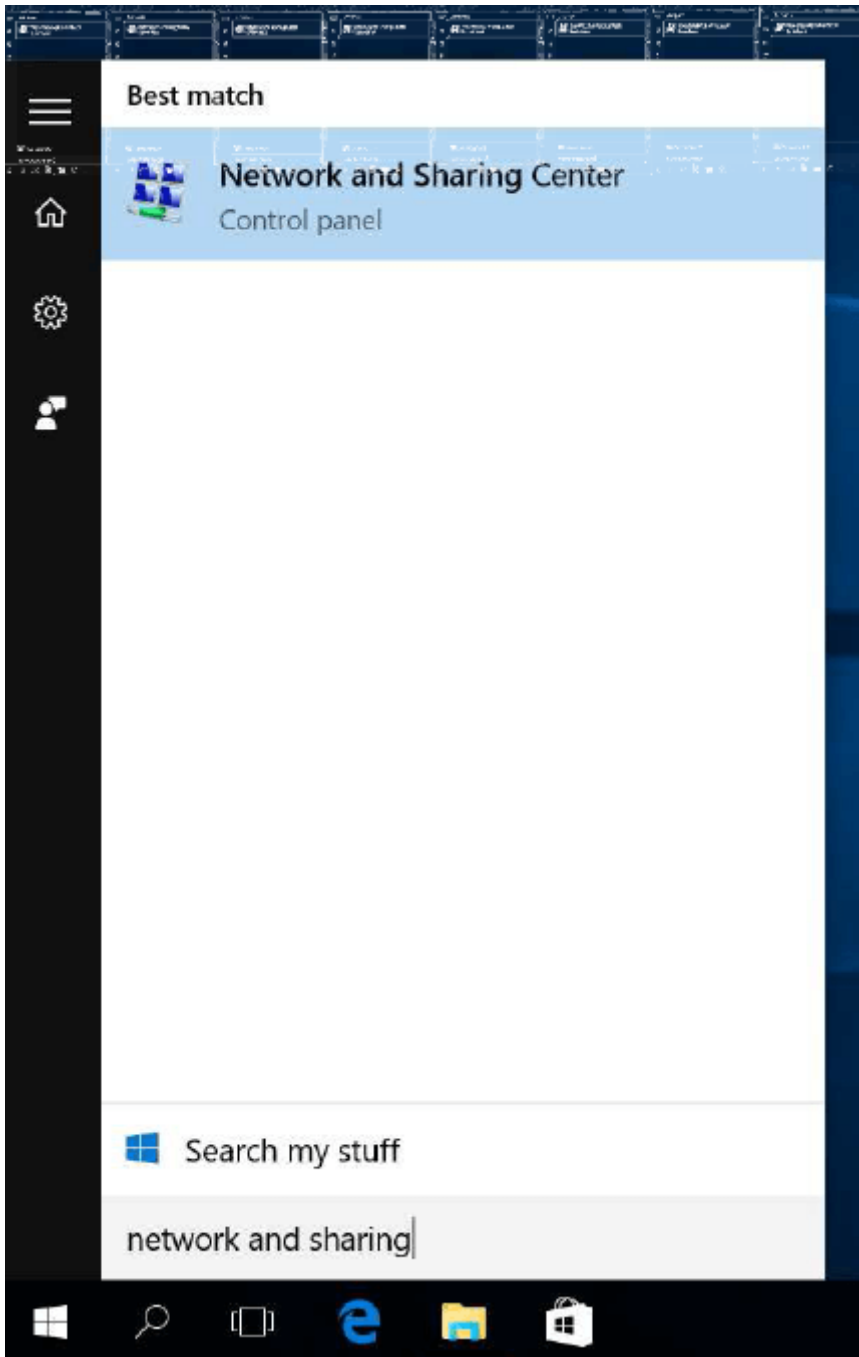 Best match
Network and Sharing Center
Control panel
Search my stuff
network and sharing